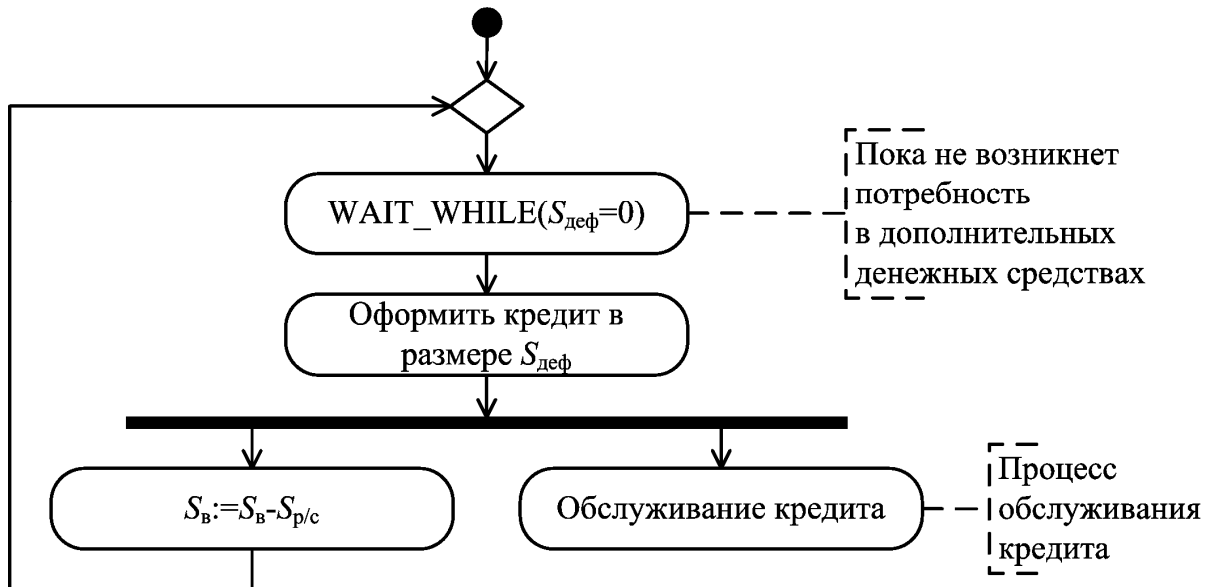 WAIT_WHILE(Sдеф=0)
Пока не возникнет
потребность
в дополнительных
денежных средствах
Оформить кредит в
размере Sдеф
Sв:=Sв-Sр/с
Обслуживание кредита
Процесс
обслуживания
кредита